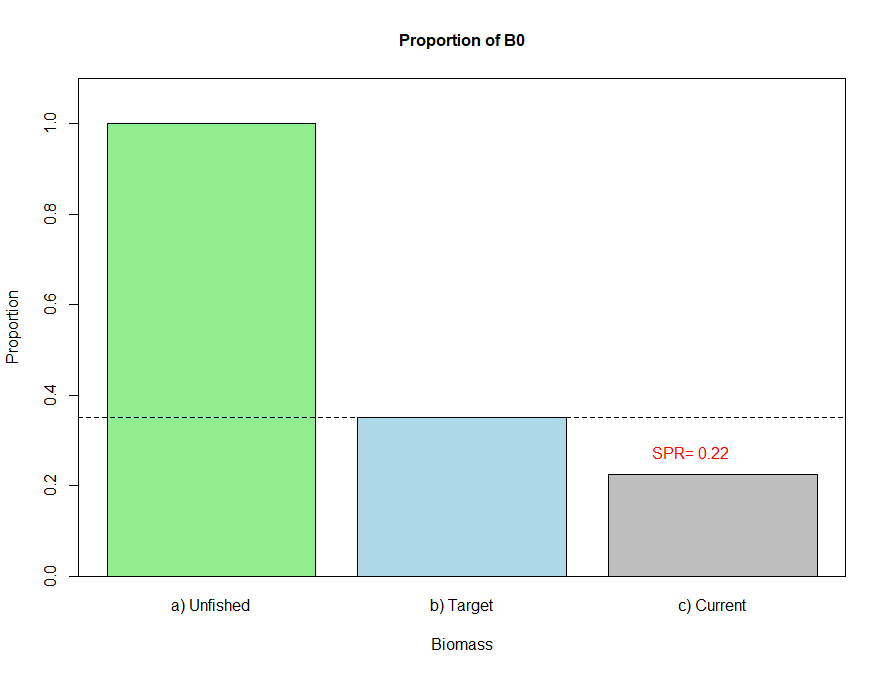 Proportion of B0
Proportion
1.0
0.8
0.6
0.4
0.2
0.0
SPR= 0.22
a) Unfished
b) Target
c) Current
Biomass